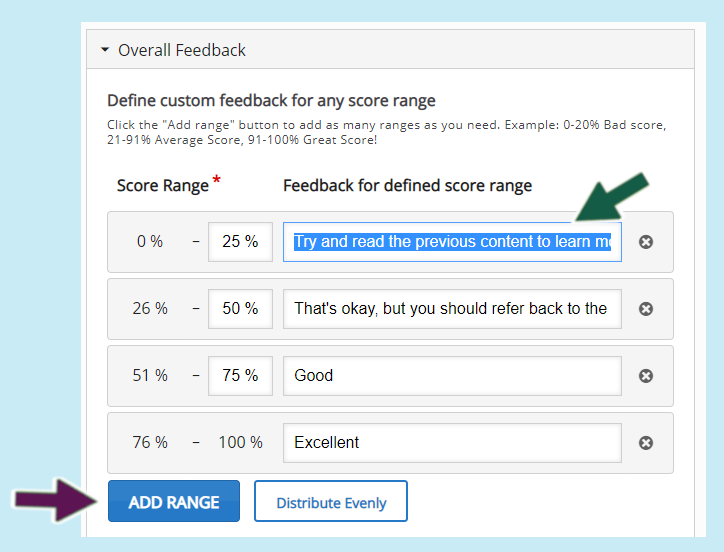 Overall Feedback
Define custom feedback for any score range
Click the "Add range" button to add as many ranges as you need. Example: 0-20% Bad score,
21-91% Average Score, 91-100% Great Score!
Score Range * Feedback for defined score range
0 % – 25 % Try and read the previous content to learn
26 % – 50 % That's okay, but you should refer back to the
51 % – 75 % Good
76 % – 100 % Excellent
ADD RANGE Distribute Evenly